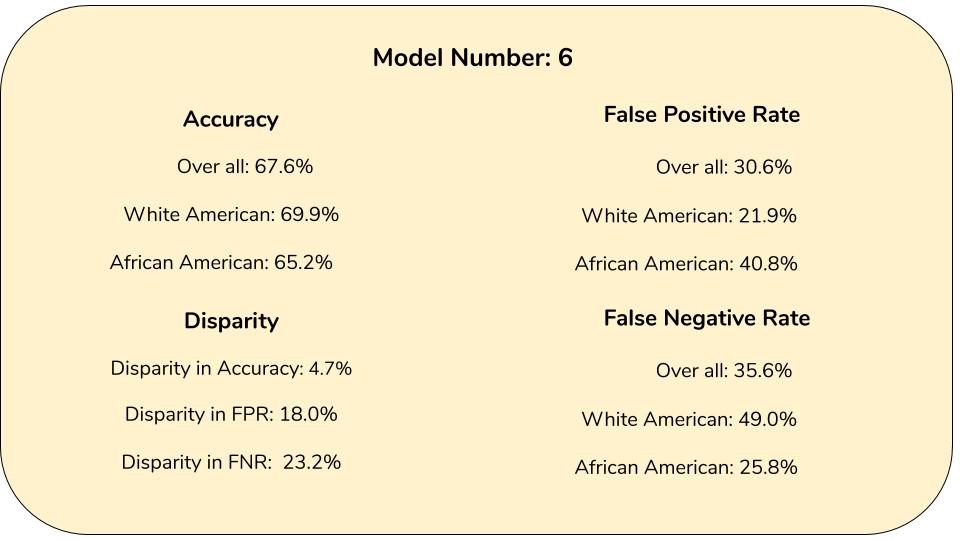 Model Number: 6
Accuracy
Over all: 67.6%
White American: 69.9%
African American: 65.2%
False Positive Rate
Over all: 30.6%
White American: 21.9%
African American: 40.8%
Disparity
Disparity in Accuracy: 4.7%
Disparity in FPR: 18.0%
Disparity in FNR: 23.2%
False Negative Rate
Over all: 35.6%
White American: 49.0%
African American: 25.8%